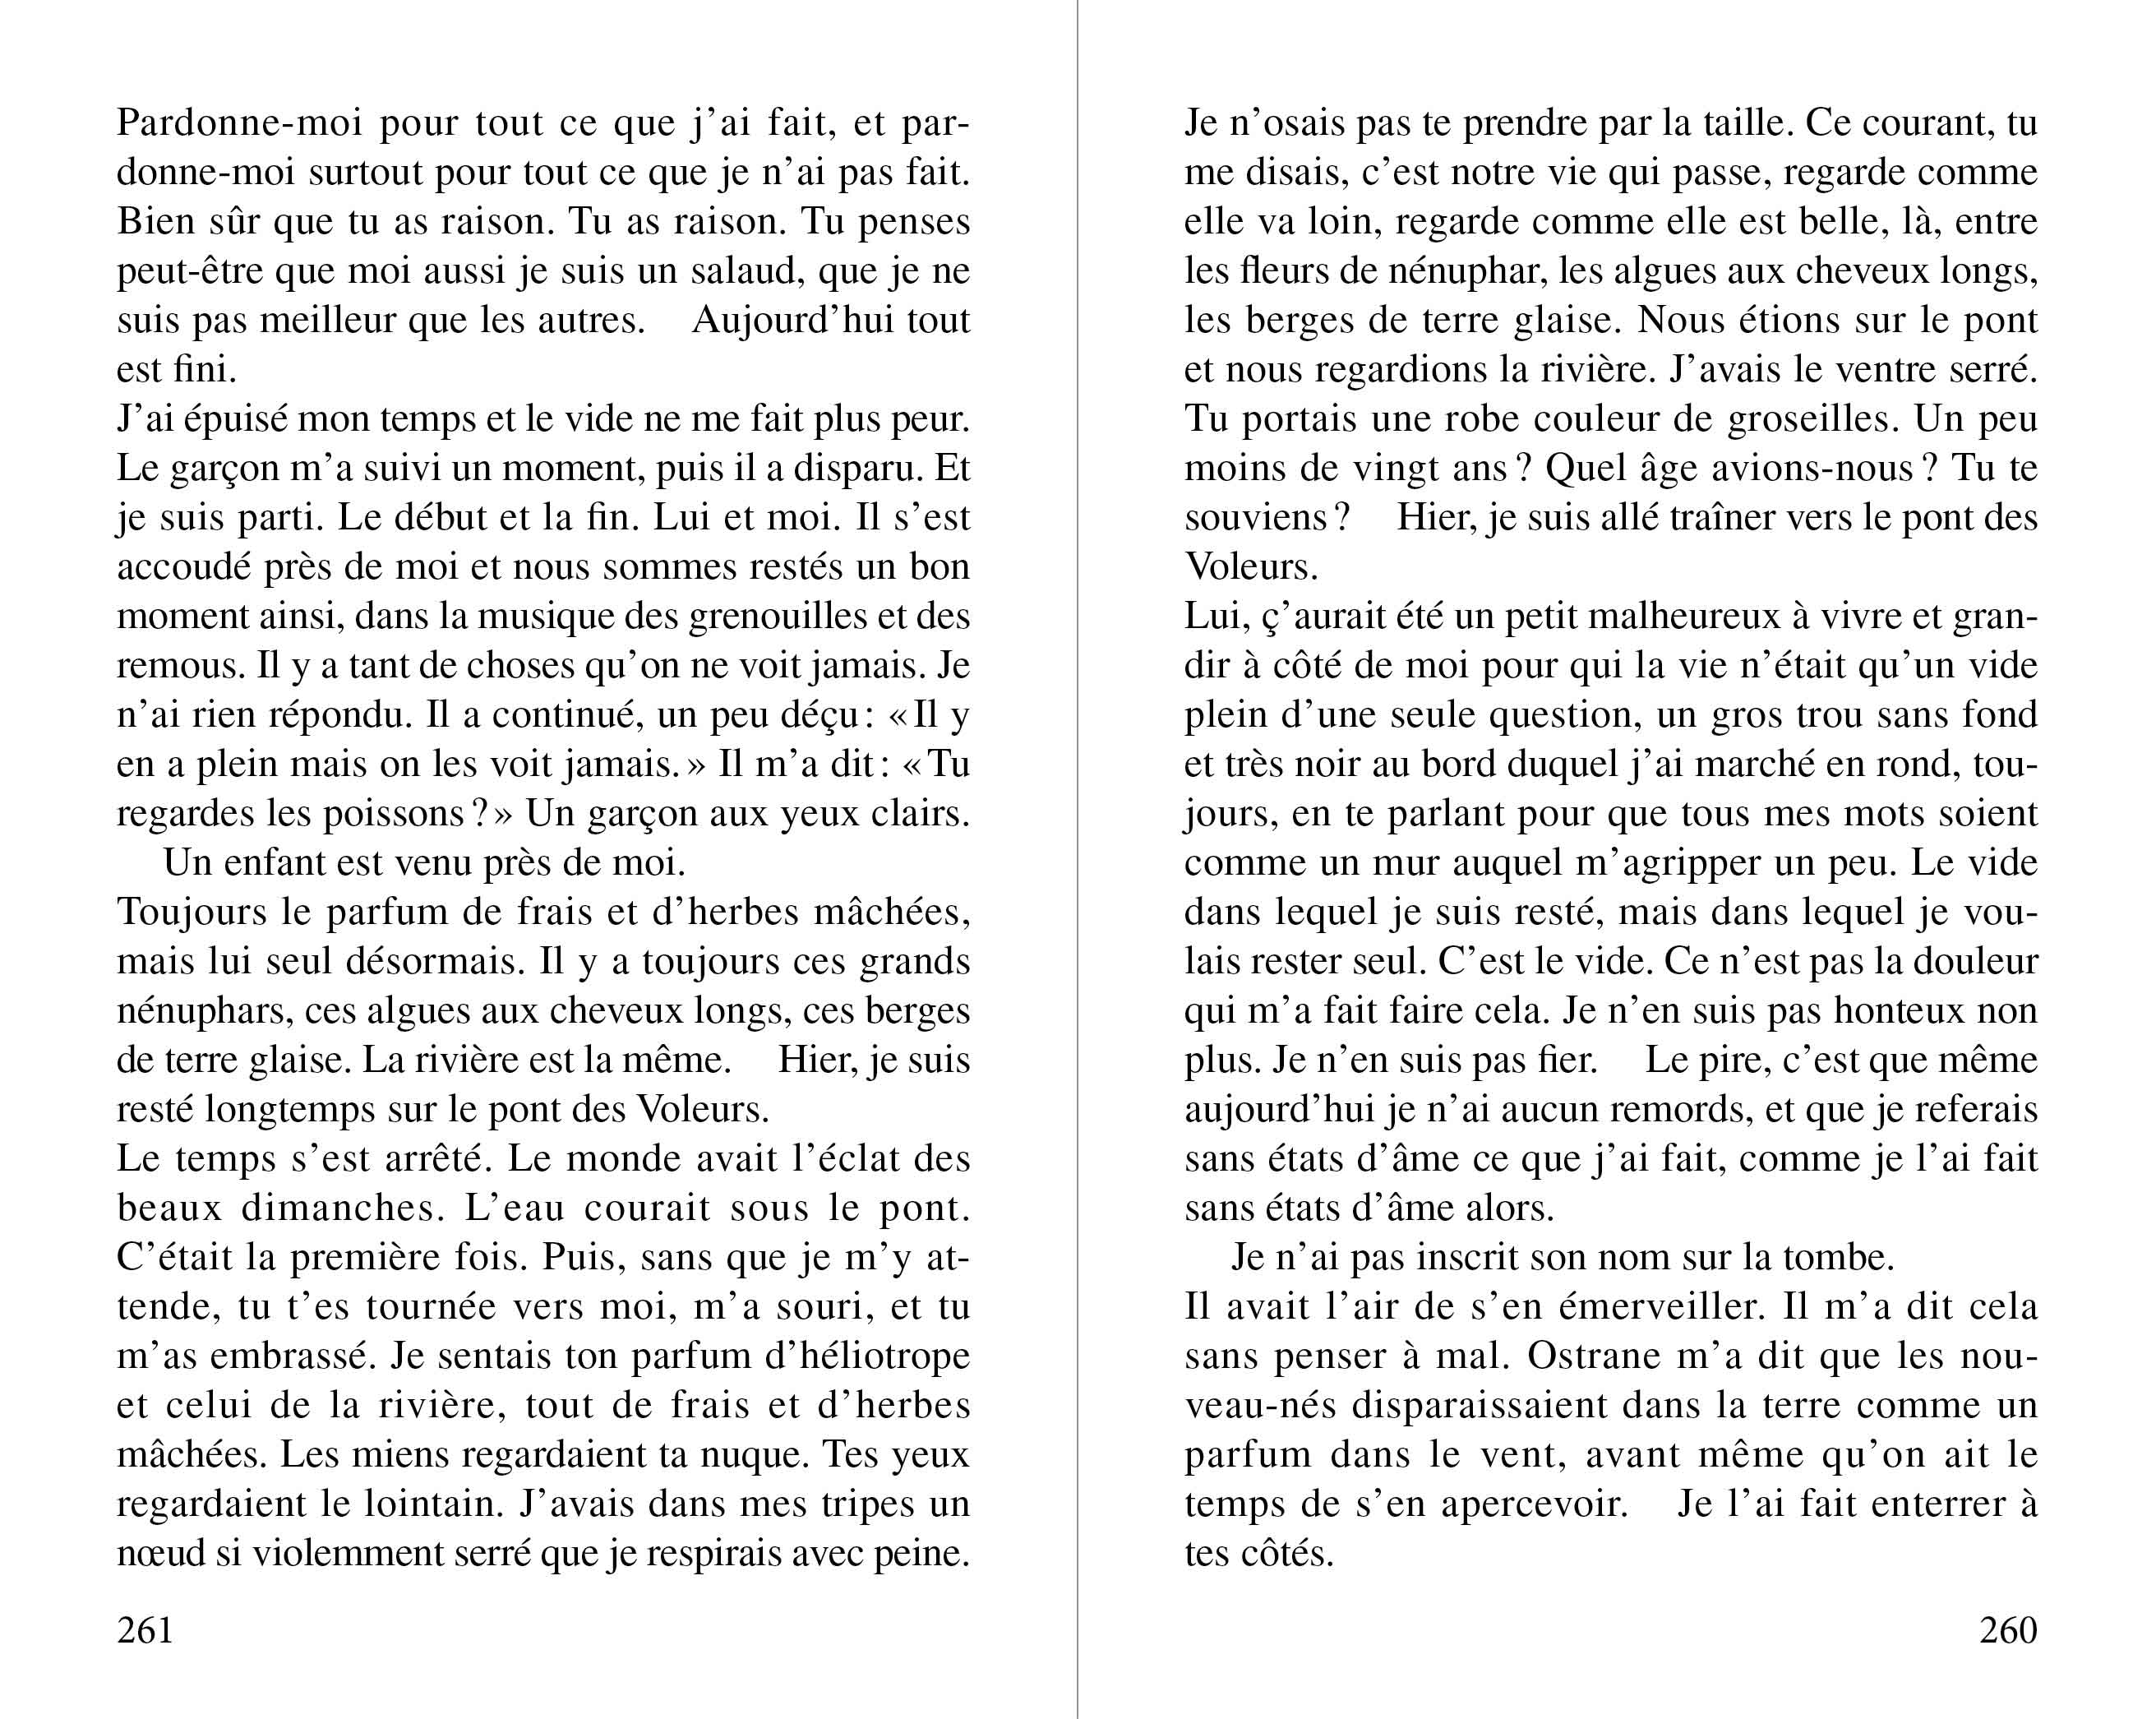 Pardonne-moi pour tout ce que j’ai fait, et par-
donne-moi surtout pour tout ce que je n’ai pas fait.
Bien sûr que tu as raison. Tu as raison. Tu penses
peut-être que moi aussi je suis un salaud, que je ne
suis pas meilleur que les autres. Aujourd’hui tout
est fini.
J’ai épuisé mon temps et le vide ne me fait plus peur.
Le garçon m’a suivi un moment, puis il a disparu. Et
je suis parti. Le début et la fin. Lui et moi. Il s’est
accoudé près de moi et nous sommes restés un bon
moment ainsi, dans la musique des grenouilles et des
remous. Il y a tant de choses qu’on ne voit jamais. Je
n’ai rien répondu. Il a continué, un peu déçu : « Il y
en a plein mais on les voit jamais. » Il m’a dit : « Tu
regardes les poissons ? » Un garçon aux yeux clairs.
Un enfant est venu près de moi.
Toujours le parfum de frais et d’herbes mâchées,
mais lui seul désormais. Il y a toujours ces grands
nénuphars, ces algues aux cheveux longs, ces berges
de terre glaise. La rivière est la même. Hier, je suis
resté longtemps sur le pont des Voleurs.
Le temps s’est arrêté. Le monde avait l’éclat des
beaux dimanches. L’eau courait sous le pont.
C’était la première fois. Puis, sans que je m’y at-
tende, tu t’es tournée vers moi, m’a souri, et tu
m’as embrassé. Je sentais ton parfum d’héliotrope
et celui de la rivière, tout de frais et d’herbes
mâchées. Les miens regardaient ta nuque. Tes yeux
regardaient le lointain. J’avais dans mes tripes un
nœud si violemment serré que je respirais avec peine.
261
Je n’osais pas te prendre par la taille. Ce courant, tu
me disais, c’est notre vie qui passe, regarde comme
elle va loin, regarde comme elle est belle, là, entre
les fleurs de nénuphar, les algues aux cheveux longs,
les berges de terre glaise. Nous étions sur le pont
et nous regardions la rivière. J’avais le ventre serré.
Tu portais une robe couleur de groseilles. Un peu
moins de vingt ans ? Quel âge avions-nous ? Tu te
souviens ? Hier, je suis allé traîner vers le pont des
Voleurs.
Lui, ç’aurait été un petit malheureux à vivre et gran-
dir à côté de moi pour qui la vie n’était qu’un vide
plein d’une seule question, un gros trou sans fond
et très noir au bord duquel j’ai marché en rond, tou-
jours, en te parlant pour que tous mes mots soient
comme un mur auquel m’agripper un peu. Le vide
dans lequel je suis resté, mais dans lequel je vou-
lais rester seul. C’est le vide. Ce n’est pas la douleur
qui m’a fait faire cela. Je n’en suis pas honteux non
plus. Je n’en suis pas fier. Le pire, c’est que même
aujourd’hui je n’ai aucun remords, et que je referais
sans états d’âme ce que j’ai fait, comme je l’ai fait
sans états d’âme alors.
Je n’ai pas inscrit son nom sur la tombe.
Il avait l’air de s’en émerveiller. Il m’a dit cela
sans penser à mal. Ostrane m’a dit que les nou-
veau-nés disparaissaient dans la terre comme un
parfum dans le vent, avant même qu’on ait le
temps de s’en apercevoir. Je l’ai fait enterrer à
tes côtés.
260